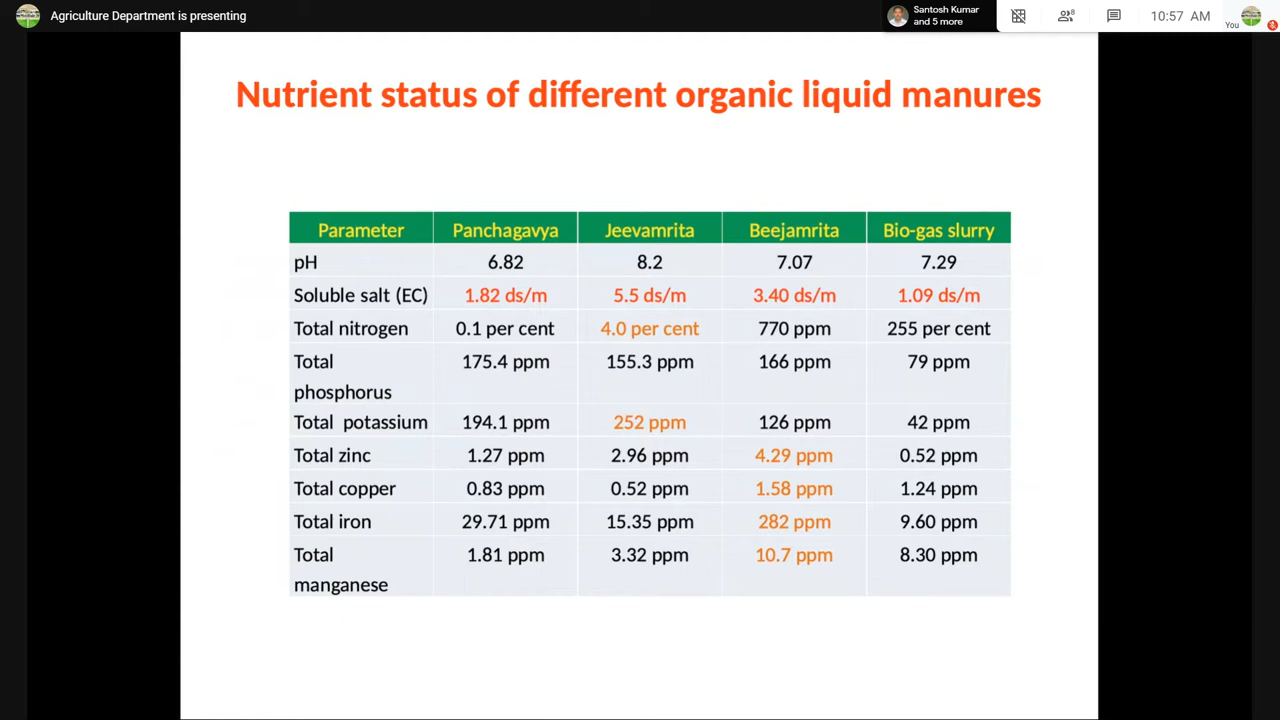 Agriculture Department is presenting
Santosh Kumar
and 5 more
8
10:57 AM
You
Nutrient status of different organic liquid manures
Parameter Panchagavya Jeevamrita Beejamrita Bio-gas slurry
pH 6.82 8.2 7.07 7.29
Soluble salt (EC) 1.82 ds/m 5.5 ds/m 3.40 ds/m 1.09 ds/m
Total nitrogen 0.1 per cent 4.0 per cent 770 ppm 255 per cent
Total 175.4 ppm 155.3 ppm 166 ppm 79 ppm
phosphorus
Total potassium 194.1 ppm 252 ppm 126 ppm 42 ppm
Total zinc 1.27 ppm 2.96 ppm 4.29 ppm 0.52 ppm
Total copper 0.83 ppm 0.52 ppm 1.58 ppm 1.24 ppm
Total iron 29.71 ppm 15.35 ppm 282 ppm 9.60 ppm
Total 1.81 ppm 3.32 ppm 10.7 ppm 8.30 ppm
manganese